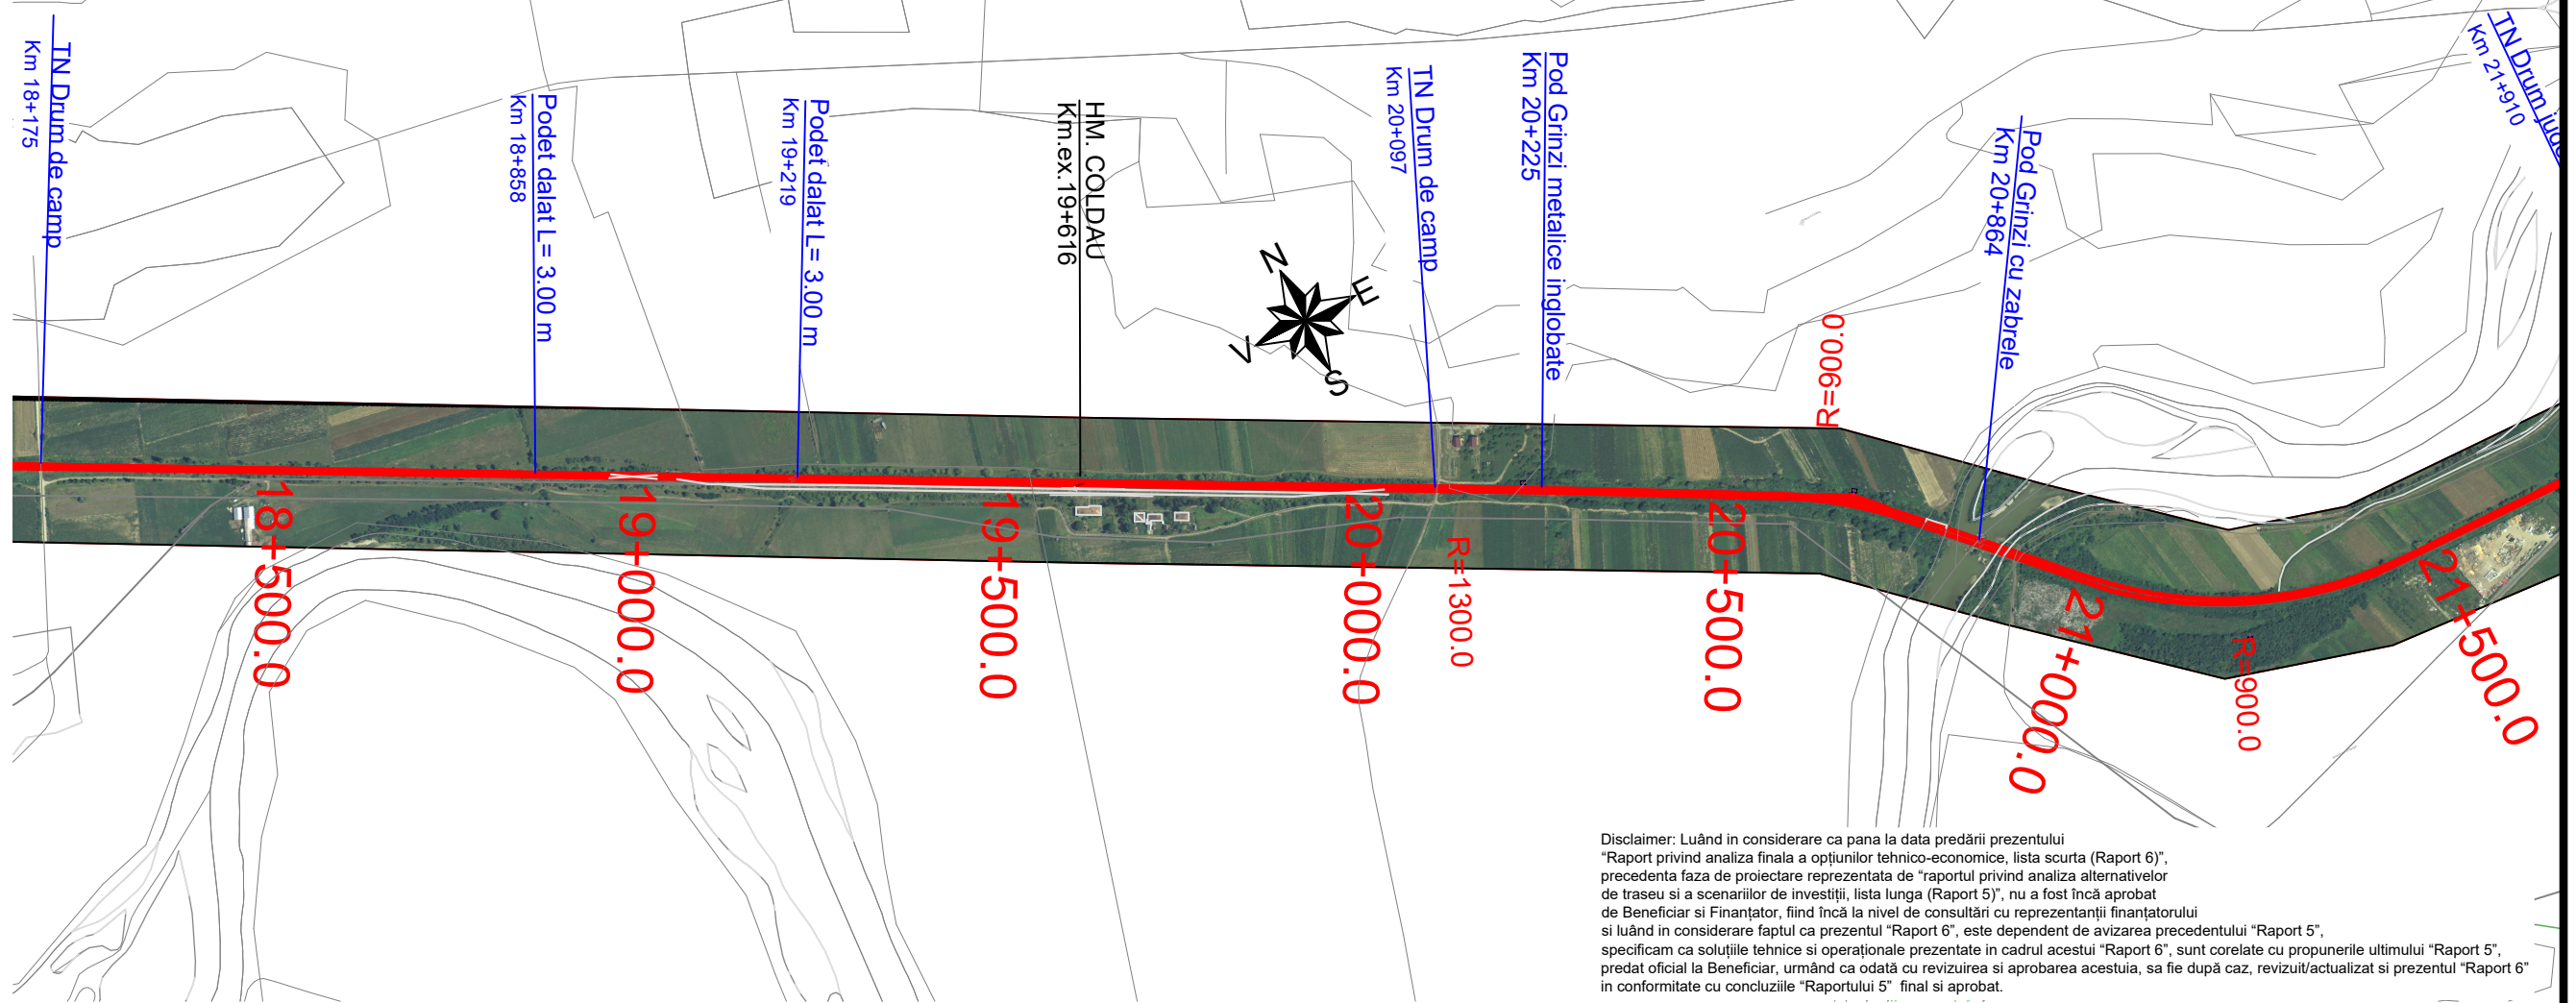 TN Drum de camp
Km 18+175
Podet dalat L= 3.00 m
Km 18+858
Podet dalat L= 3.00 m
Km 19+219
HM. COLDAU
Km.ex.19+616
TN Drum de camp
Km 20+097
Pod Grinzi metalice inglobate
Km 20+225
Pod Grinzi cu zabrele
Km 20+864
TN Drum
Km 21+910
N
E
V
S
R=900.0
18+500.0
19+000.0
19+500.0
20+000.0
R=1300.0
20+500.0
21+000.0
R=900.0
21+500.0
Disclaimer: Luând in considerare ca pana la data predării prezentului
“Raport privind analiza finala a opțiunilor tehnico-economice, lista scurta (Raport 6)”,
precedenta faza de proiectare reprezentata de “raportul privind analiza alternativelor
de traseu si a scenariilor de investiții, lista lunga (Raport 5)”, nu a fost încă aprobat
de Beneficiar si Finanțator, fiind încă la nivel de consultări cu reprezentanții finanțatorului
si luând in considerare faptul ca prezentul “Raport 6”, este dependent de avizarea precedentului “Raport 5”,
specificam ca soluțiile tehnice si operaționale prezentate in cadrul acestui “Raport 6”, sunt corelate cu propunerile ultimului “Raport 5”,
predat oficial la Beneficiar, urmând ca odată cu revizuirea si aprobarea acestuia, sa fie după caz, revizuit/actualizat si prezentul “Raport 6”
in conformitate cu concluziile “Raportului 5” final si aprobat.